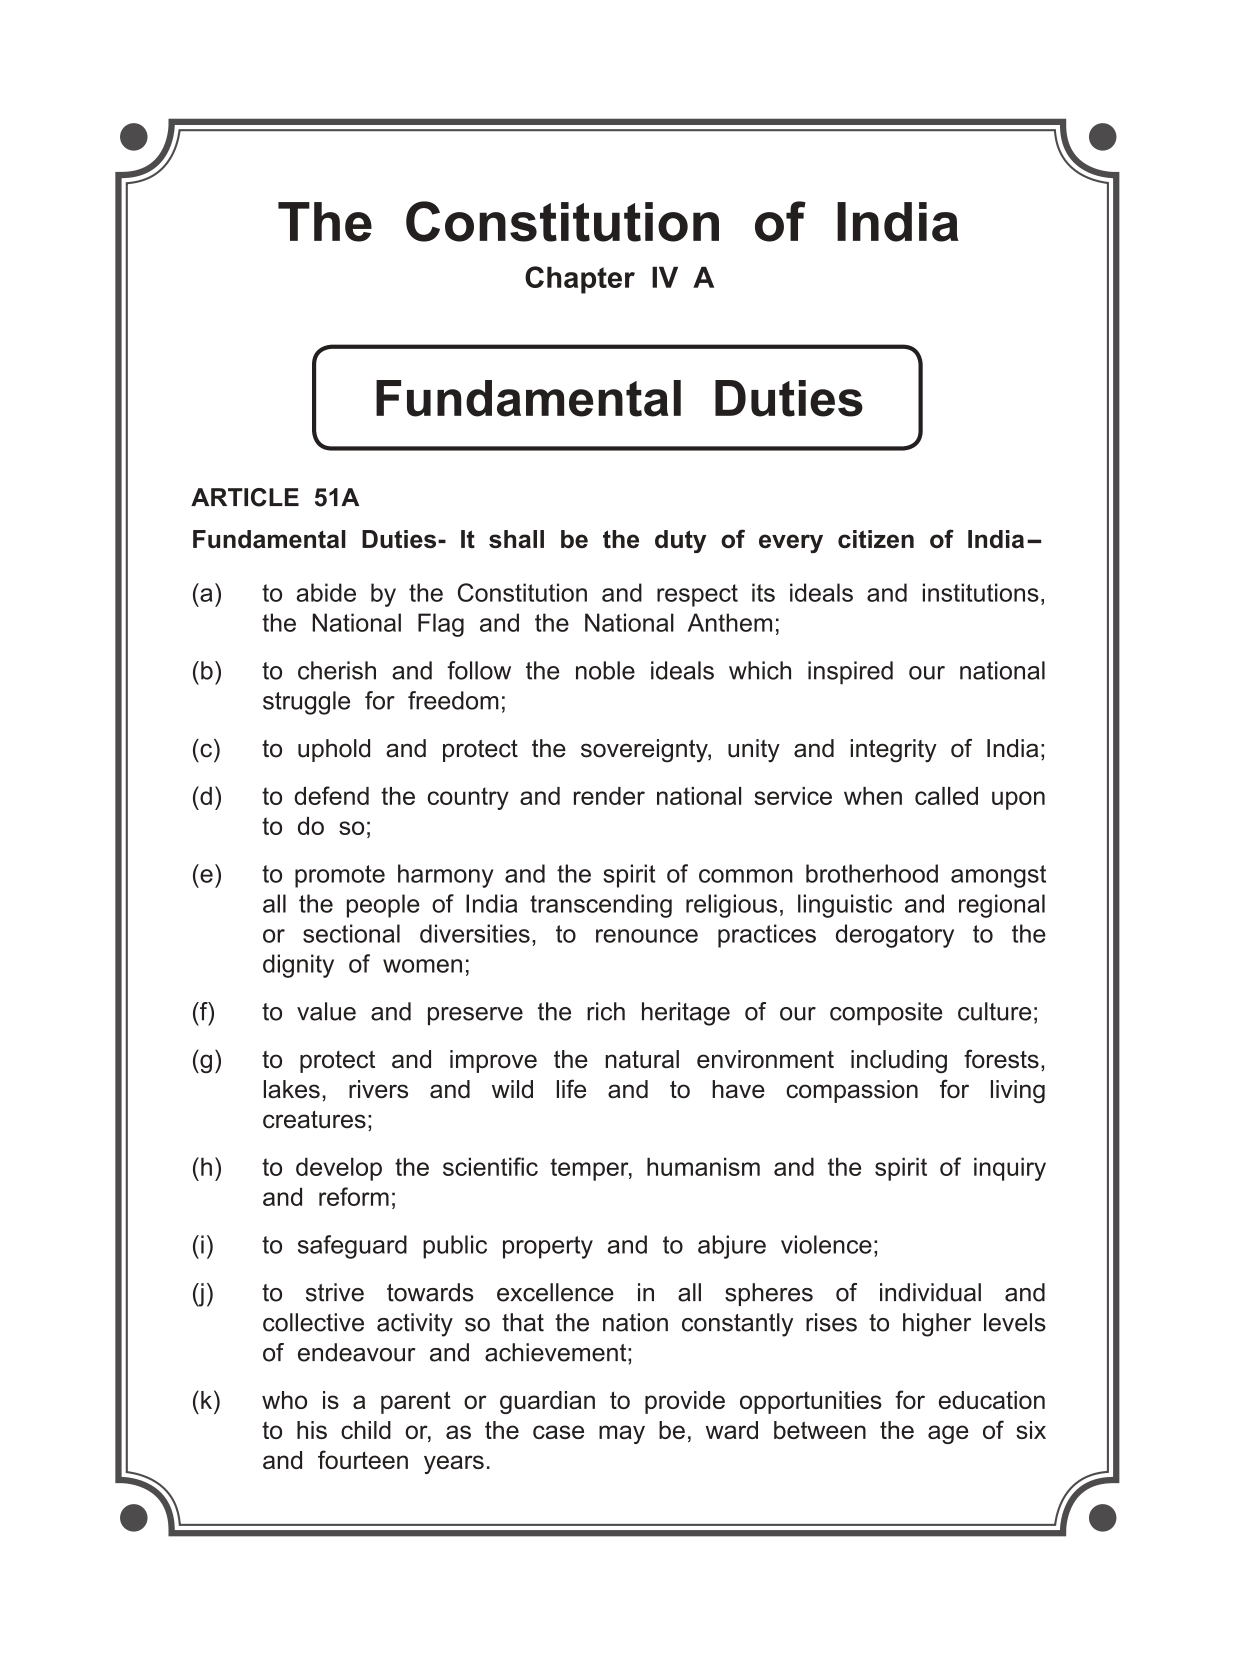 The Constitution of India
Chapter IV A
Fundamental Duties
ARTICLE 51A
Fundamental Duties- It shall be the duty of every citizen of India–
(a) to abide by the Constitution and respect its ideals and institutions,
the National Flag and the National Anthem;
(b) to cherish and follow the noble ideals which inspired our national
struggle for freedom;
(c) to uphold and protect the sovereignty, unity and integrity of India;
(d) to defend the country and render national service when called upon
to do so;
(e) to promote harmony and the spirit of common brotherhood amongst
all the people of India transcending religious, linguistic and regional
or sectional diversities, to renounce practices derogatory to the
dignity of women;
(f) to value and preserve the rich heritage of our composite culture;
(g) to protect and improve the natural environment including forests,
lakes, rivers and wild life and to have compassion for living
creatures;
(h) to develop the scientific temper, humanism and the spirit of inquiry
and reform;
(i) to safeguard public property and to abjure violence;
(j) to strive towards excellence in all spheres of individual and
collective activity so that the nation constantly rises to higher levels
of endeavour and achievement;
(k) who is a parent or guardian to provide opportunities for education
to his child or, as the case may be, ward between the age of six
and fourteen years.